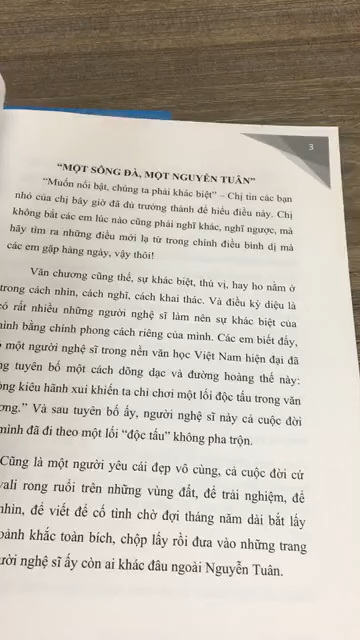 3
“MỘT SÔNG ĐÀ, MỘT NGUYỄN TUÂN”
“Muốn nổi bật, chúng ta phải khác biệt” – Chị tin các bạn
nhỏ của chị bây giờ đã đủ trưởng thành để hiểu điều này. Chị
không bắt các em lúc nào cũng phải nghĩ khác, nghĩ ngược, mà
hãy tìm ra những điều mới lạ từ trong chính điều bình dị mà
các em gặp hàng ngày, vậy thôi!
Văn chương cũng thế, sự khác biệt, thú vị, hay ho nằm ở
trong cách nhìn, cách nghĩ, cách khai thác. Và điều kỳ diệu là
có rất nhiều những người nghệ sĩ làm nên sự khác biệt của
mình bằng chính phong cách riêng của mình. Các em biết đấy,
một người nghệ sĩ trong nền văn học Việt Nam hiện đại đã
tuyên bố một cách dõng dạc và đường hoàng thế này:
kiêu hãnh xui khiến ta chỉ chơi một lối độc tấu trong văn
Và sau tuyên bố ấy, người nghệ sĩ này cả cuộc đời
mình đã đi theo một lối “độc tấu” không pha trộn.
Cũng là một người yêu cái đẹp vô cùng, cả cuộc đời cứ
vali rong ruổi trên những vùng đất, để trải nghiệm, để
nhìn, để viết để cố tình chờ đợi tháng năm dài bắt lấy
khắc toàn bích, chộp lấy rồi đưa vào những trang
nghệ sĩ ấy còn ai khác đâu ngoài Nguyễn Tuân.